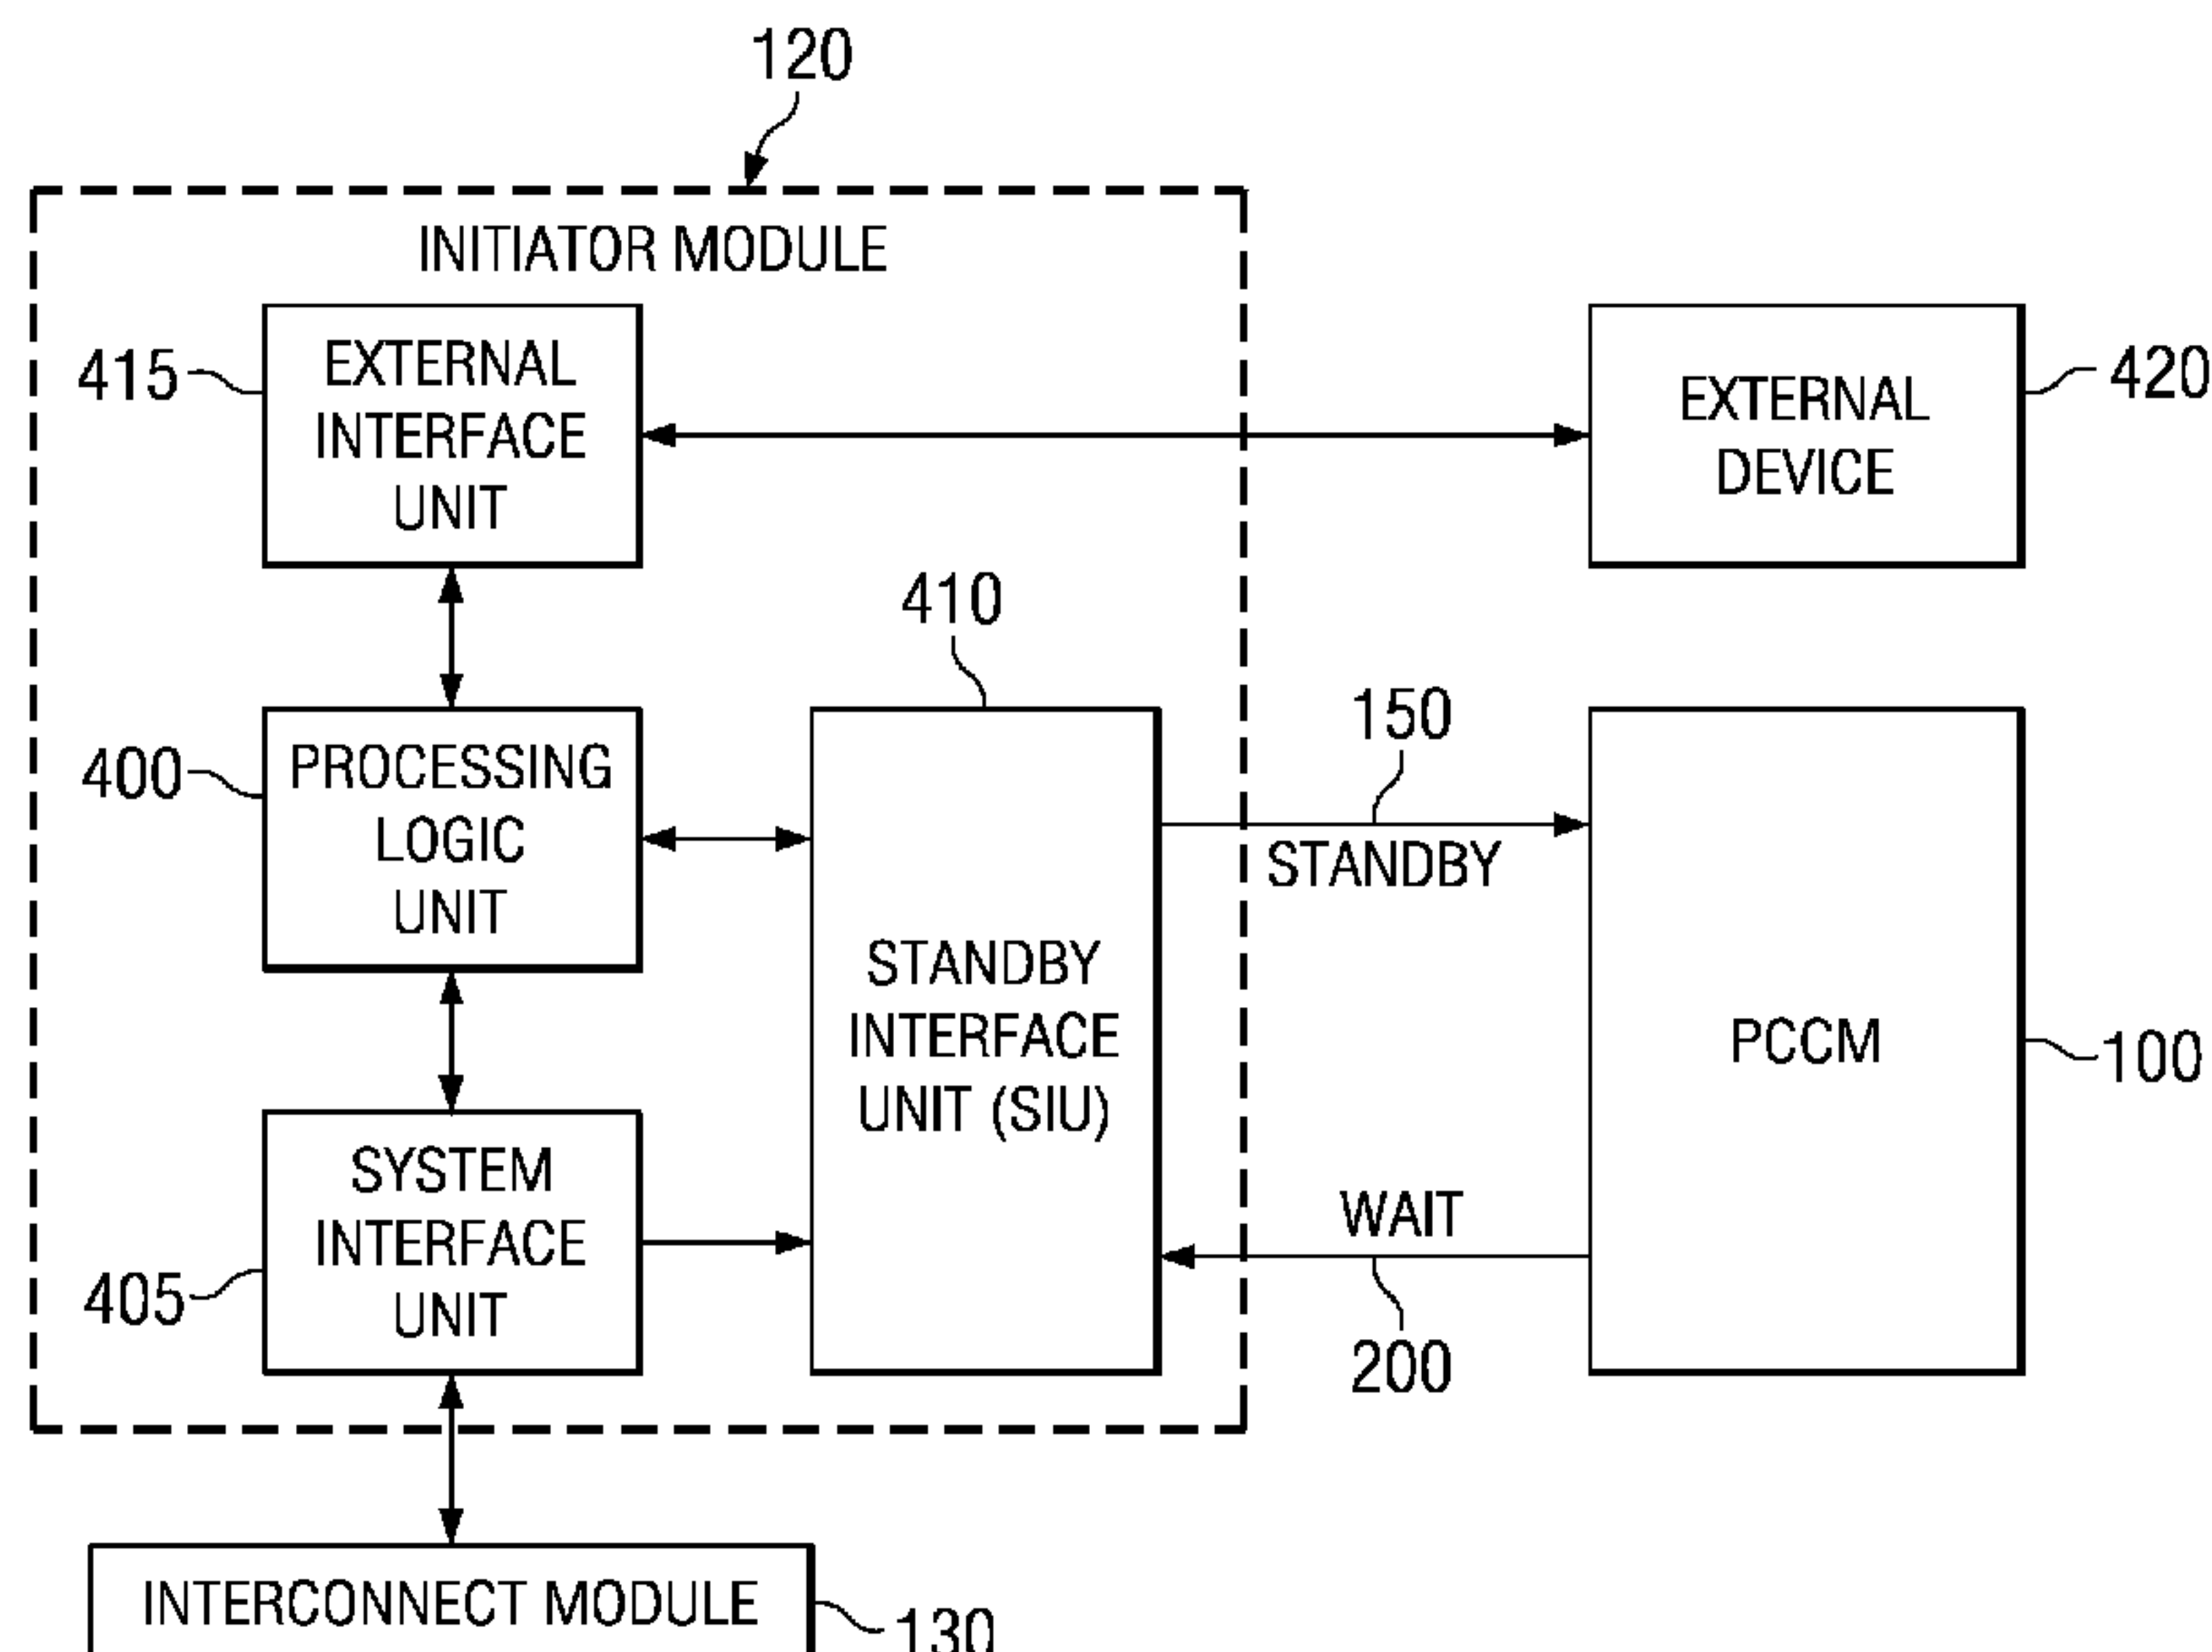 120
INITIATOR MODULE
415
EXTERNAL
INTERFACE
UNIT
EXTERNAL
DEVICE
420
410
400
PROCESSING
LOGIC
UNIT
150
STANDBY
STANDBY
INTERFACE
UNIT (SIU)
PCCM
100
405
SYSTEM
INTERFACE
UNIT
WAIT
200
INTERCONNECT MODULE
130